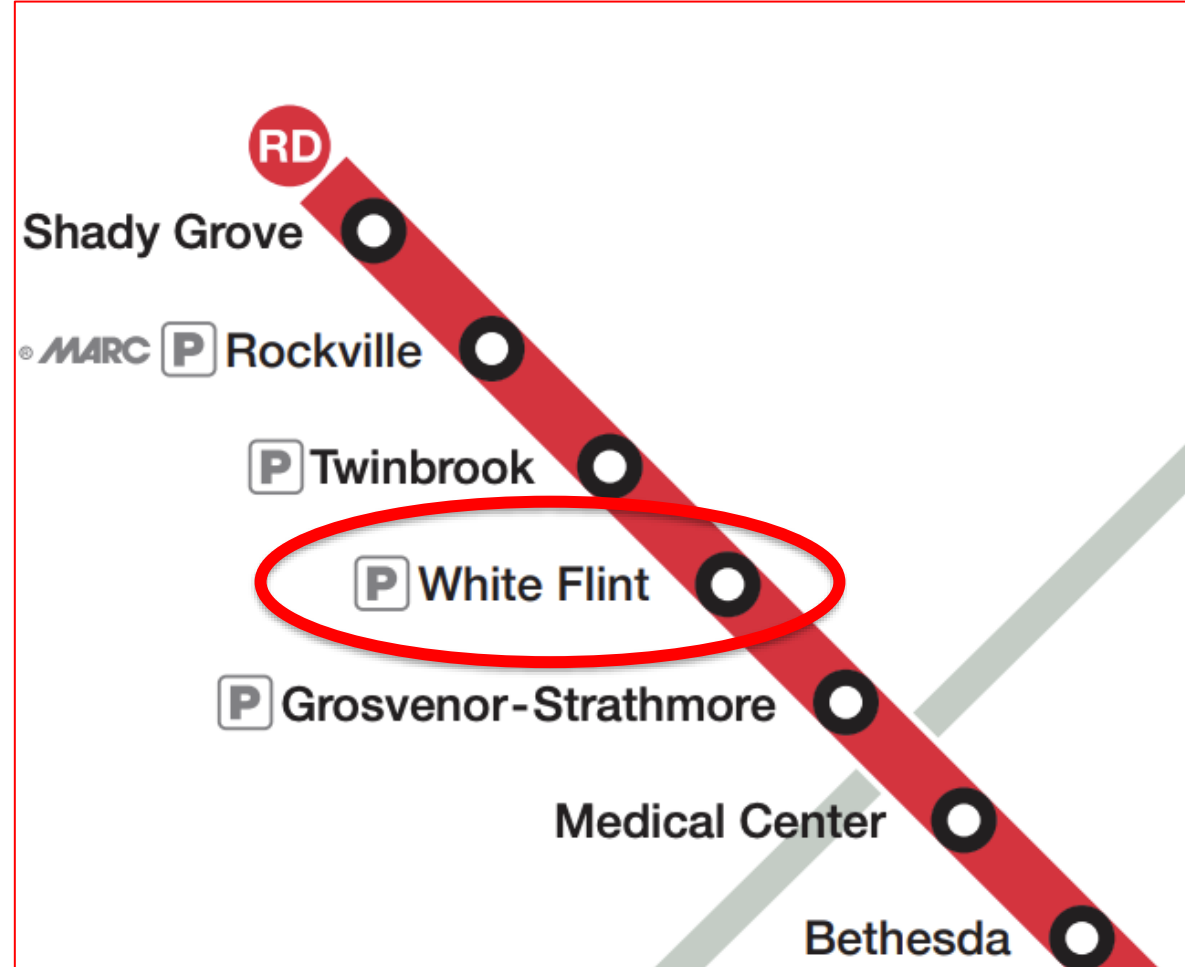 RD
Shady Grove
® MARC P Rockville
P Twinbrook
P White Flint
P Grosvenor-Strathmore
Medical Center
Bethesda